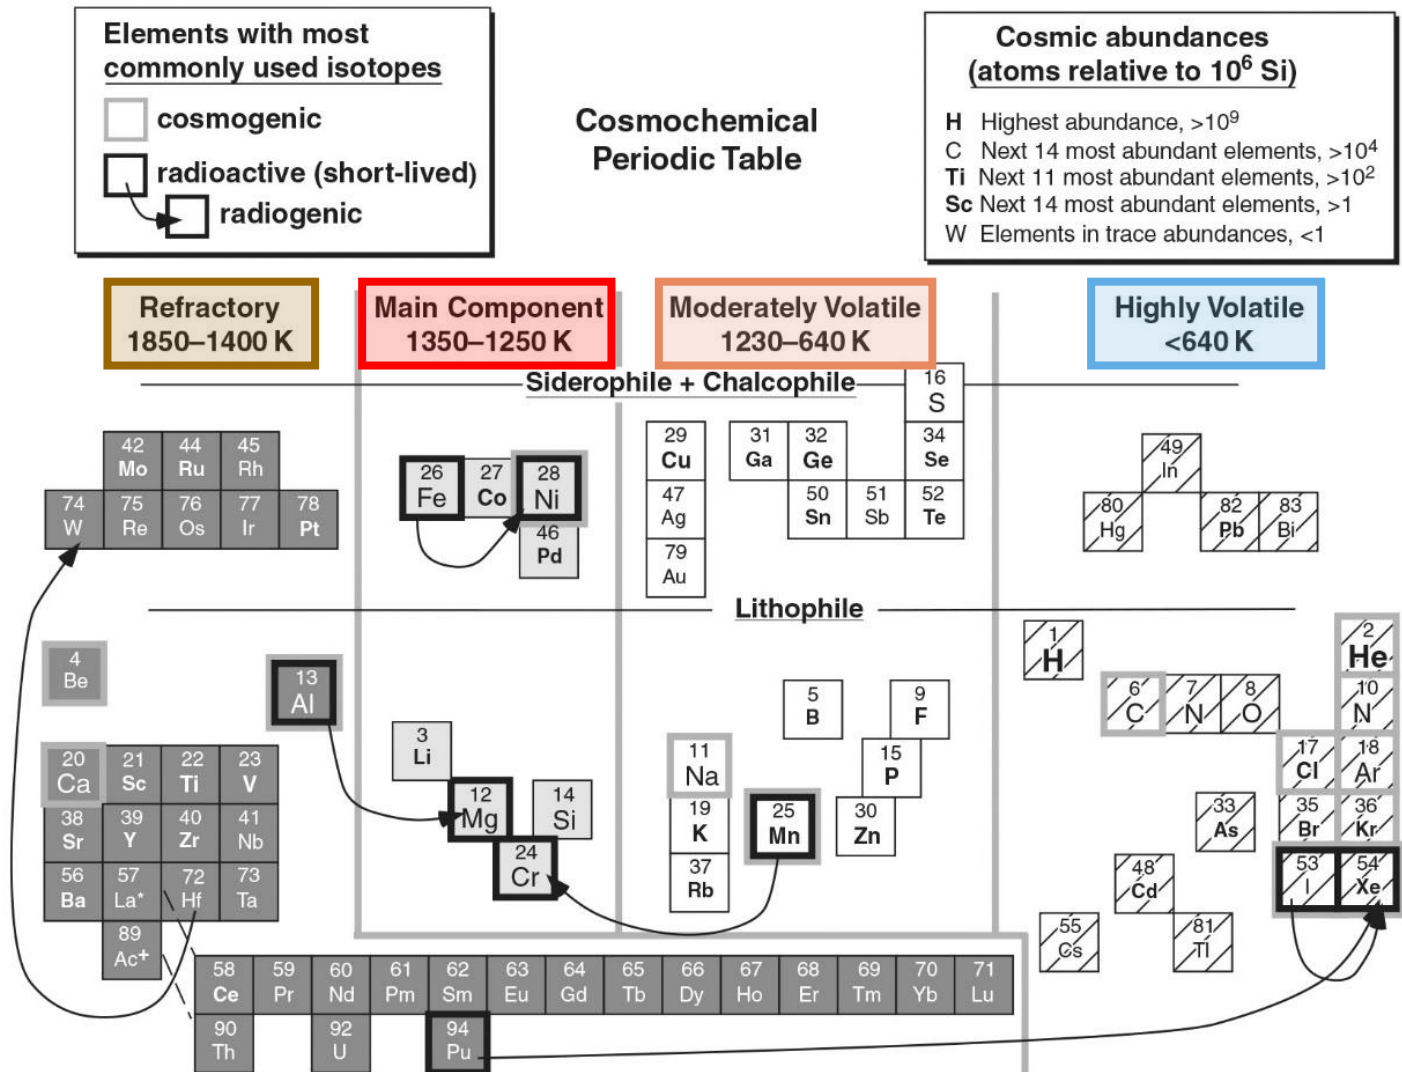 Elements with most
commonly used isotopes
cosmogenic
radioactive (short-lived)
radiogenic
Cosmochemical
Periodic Table
Cosmic abundances
(atoms relative to 10⁶ Si)
H Highest abundance, >10⁹
C Next 14 most abundant elements, >10⁴
Ti Next 11 most abundant elements, >10²
Sc Next 14 most abundant elements, >1
W Elements in trace abundances, <1
Refractory
1850–1400 K
Main Component
1350–1250 K
Moderately Volatile
1230–640 K
Highly Volatile
<640 K
Siderophile + Chalcophile
42 44 45
Mo Ru Rh
74 75 76 77 78
W Re Os Ir Pt
26 27 28
Fe Co Ni
46
Pd
16
S
29 31 32 34
Cu Ga Ge Se
47 50 51 52
Ag Sn Sb Te
79
Au
49
In
80 82 83
Hg Pb Bi
Lithophile
4
Be
13
Al
20 21 22 23
Ca Sc Ti V
38 39 40 41
Sr Y Zr Nb
56 57 72 73
Ba La* Hf Ta
89
Ac+
3
Li
12 14
Mg Si
24
Cr
5 9
B F
11 15
Na P
19 25 30
K Mn Zn
37
Rb
1 2
H He
6 7 8 10
C N O N
17 18
Cl Ar
33 35 36
As Br Kr
48 53 54
Cd I Xe
55 81
Cs Tl
58 59 60 61 62 63 64 65 66 67 68 69 70 71
Ce Pr Nd Pm Sm Eu Gd Tb Dy Ho Er Tm Yb Lu
90 92 94
Th U Pu